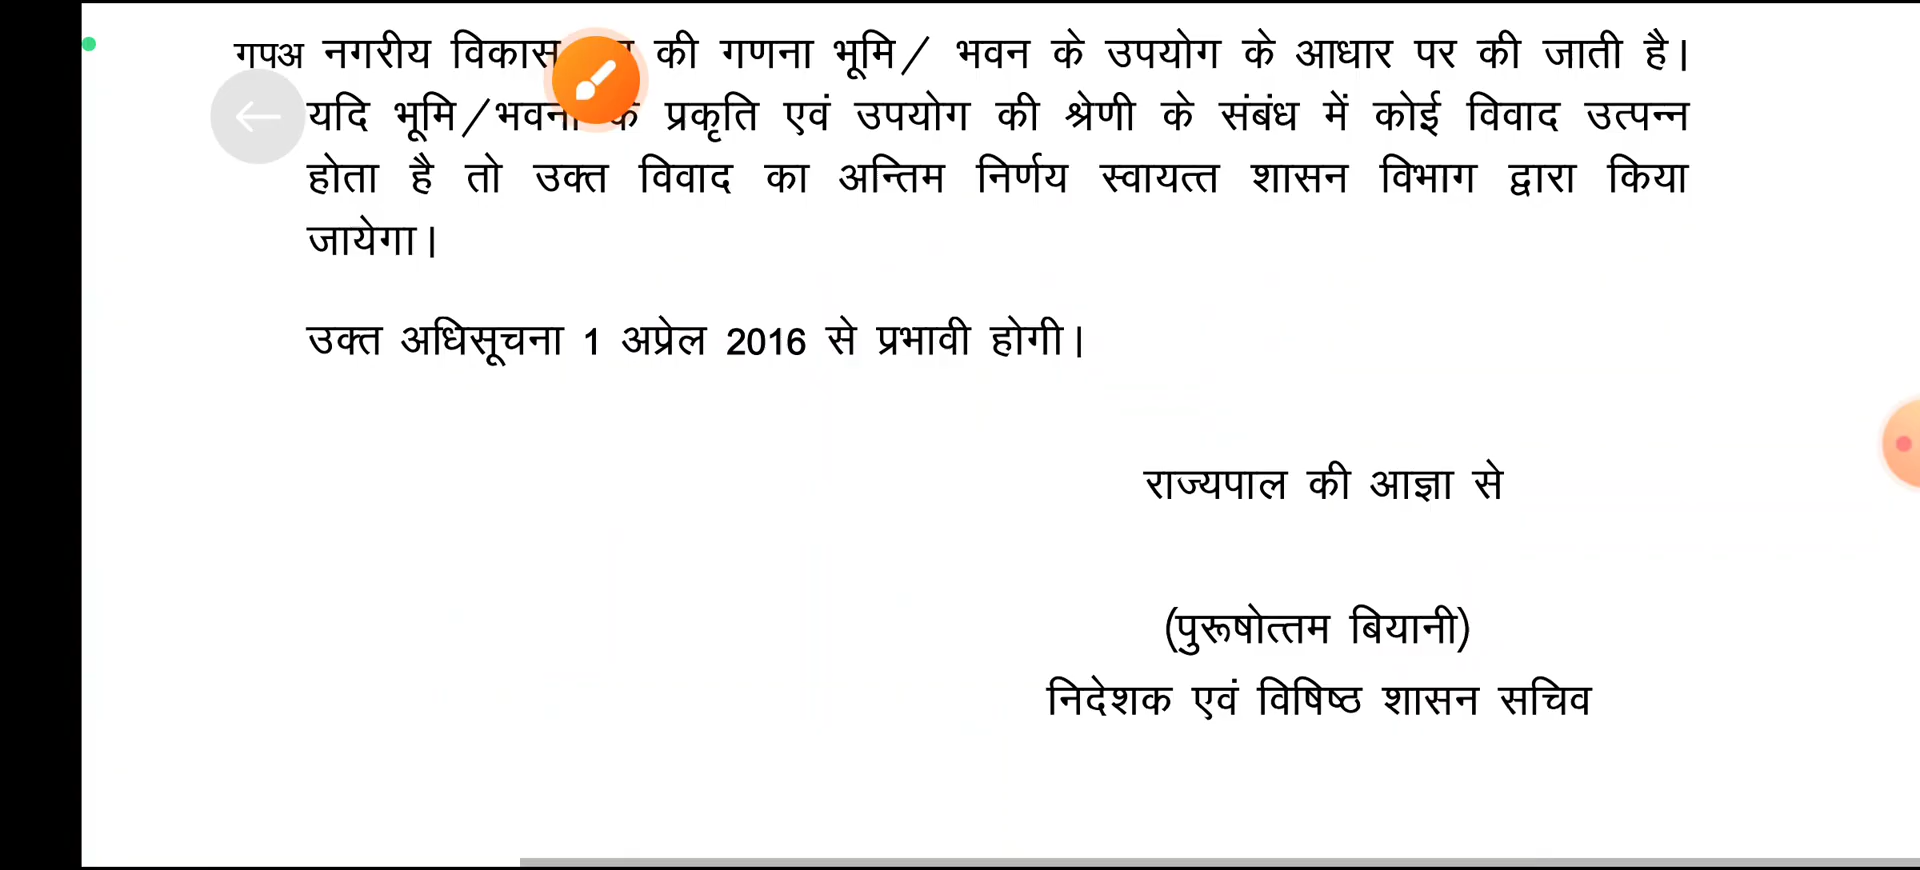 गपअ नगरीय विकास की गणना भूमि/ भवन के उपयोग के आधार पर की जाती है।
यदि भूमि/भवन प्रकृति एवं उपयोग की श्रेणी के संबंध में कोई विवाद उत्पन्न
होता है तो उक्त विवाद का अन्तिम निर्णय स्वायत्त शासन विभाग द्वारा किया
जायेगा।
उक्त अधिसूचना 1 अप्रेल 2016 से प्रभावी होगी।
राज्यपाल की आज्ञा से
(पुरूषोत्तम बियानी)
निदेशक एवं विषिष्ठ शासन सचिव